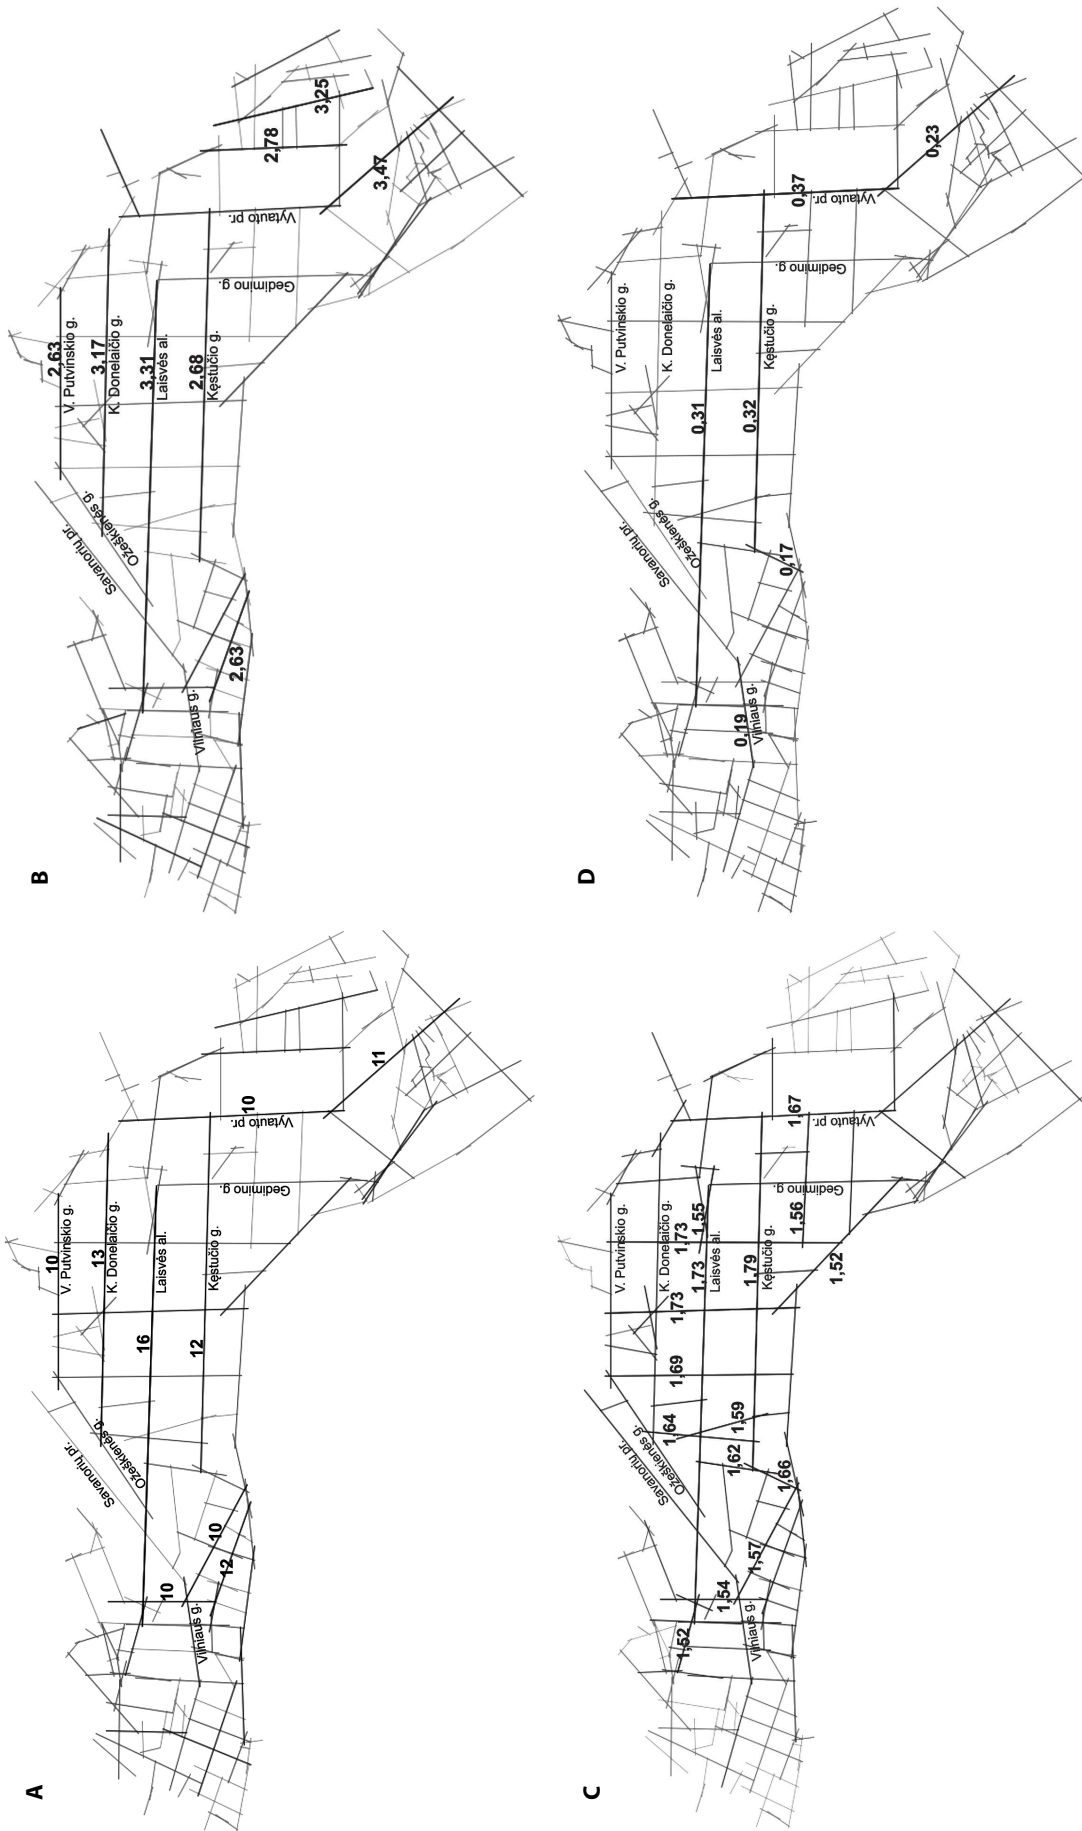 B
2,63
V. Putvinskio g.
3,17
K. Donelaičio g.
3,31
Laisvės al.
2,68
Kęstučio g.
Gedimino g.
Vytauto pr.
2,78
3,25
3,47
Savanorių pr.
Ožeškienės g.
2,63
Vilniaus g.
D
V. Putvinskio g.
K. Donelaičio g.
0,31
Laisvės al.
0,32
Kęstučio g.
Gedimino g.
Vytauto pr.
0,37
0,23
Savanorių pr.
Ožeškienės g.
0,17
0,19
Vilniaus g.
A
10
V. Putvinskio g.
13
K. Donelaičio g.
16
Laisvės al.
12
Kęstučio g.
Gedimino g.
Vytauto pr.
10
11
Savanorių pr.
Ožeškienės g.
10
12
10
Vilniaus g.
C
V. Putvinskio g.
K. Donelaičio g.
1,73
1,55
1,73
Laisvės al.
1,79
Kęstučio g.
1,56
1,52
Gedimino g.
Vytauto pr.
1,67
1,73
1,69
1,64
1,59
1,62
1,66
Savanorių pr.
Ožeškienės g.
1,57
1,54
1,52
Vilniaus g.